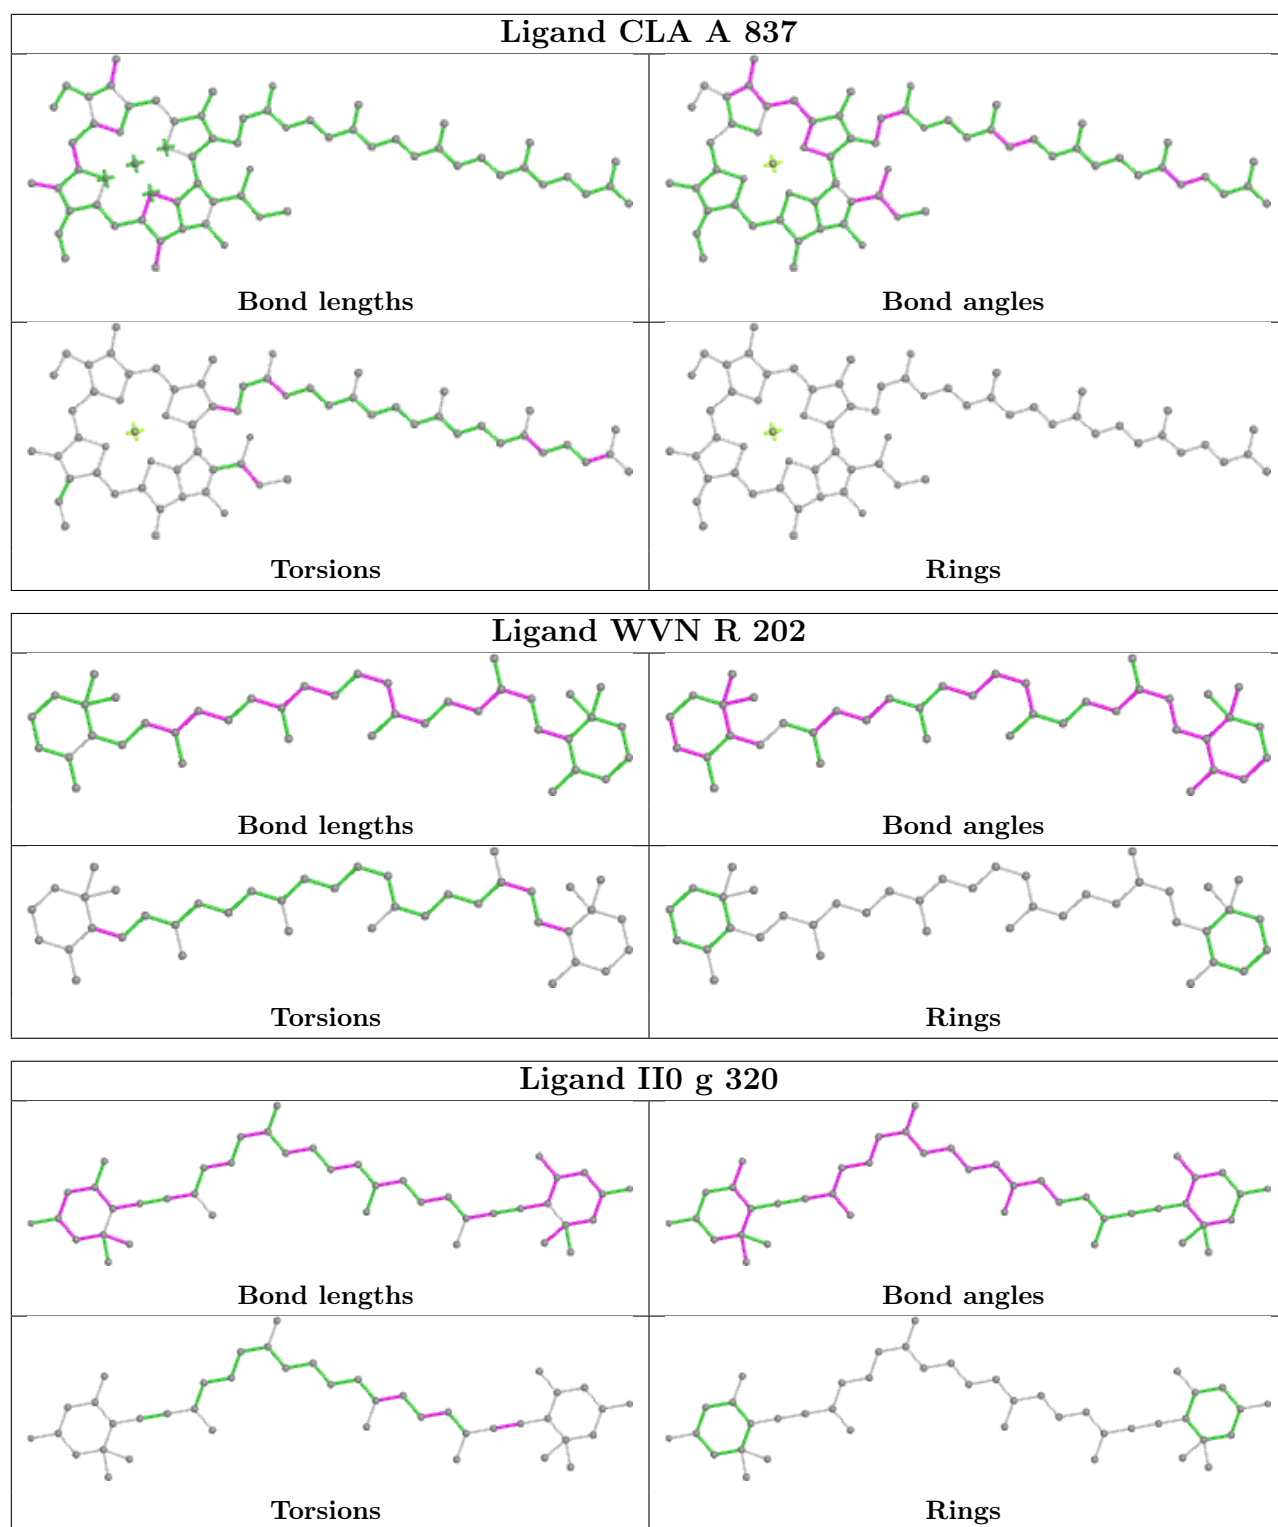 Ligand CLA A 837
Bond lengths
Bond angles
Torsions
Rings
Ligand WVN R 202
Bond lengths
Bond angles
Torsions
Rings
Ligand II0 g 320
Bond lengths
Bond angles
Torsions
Rings